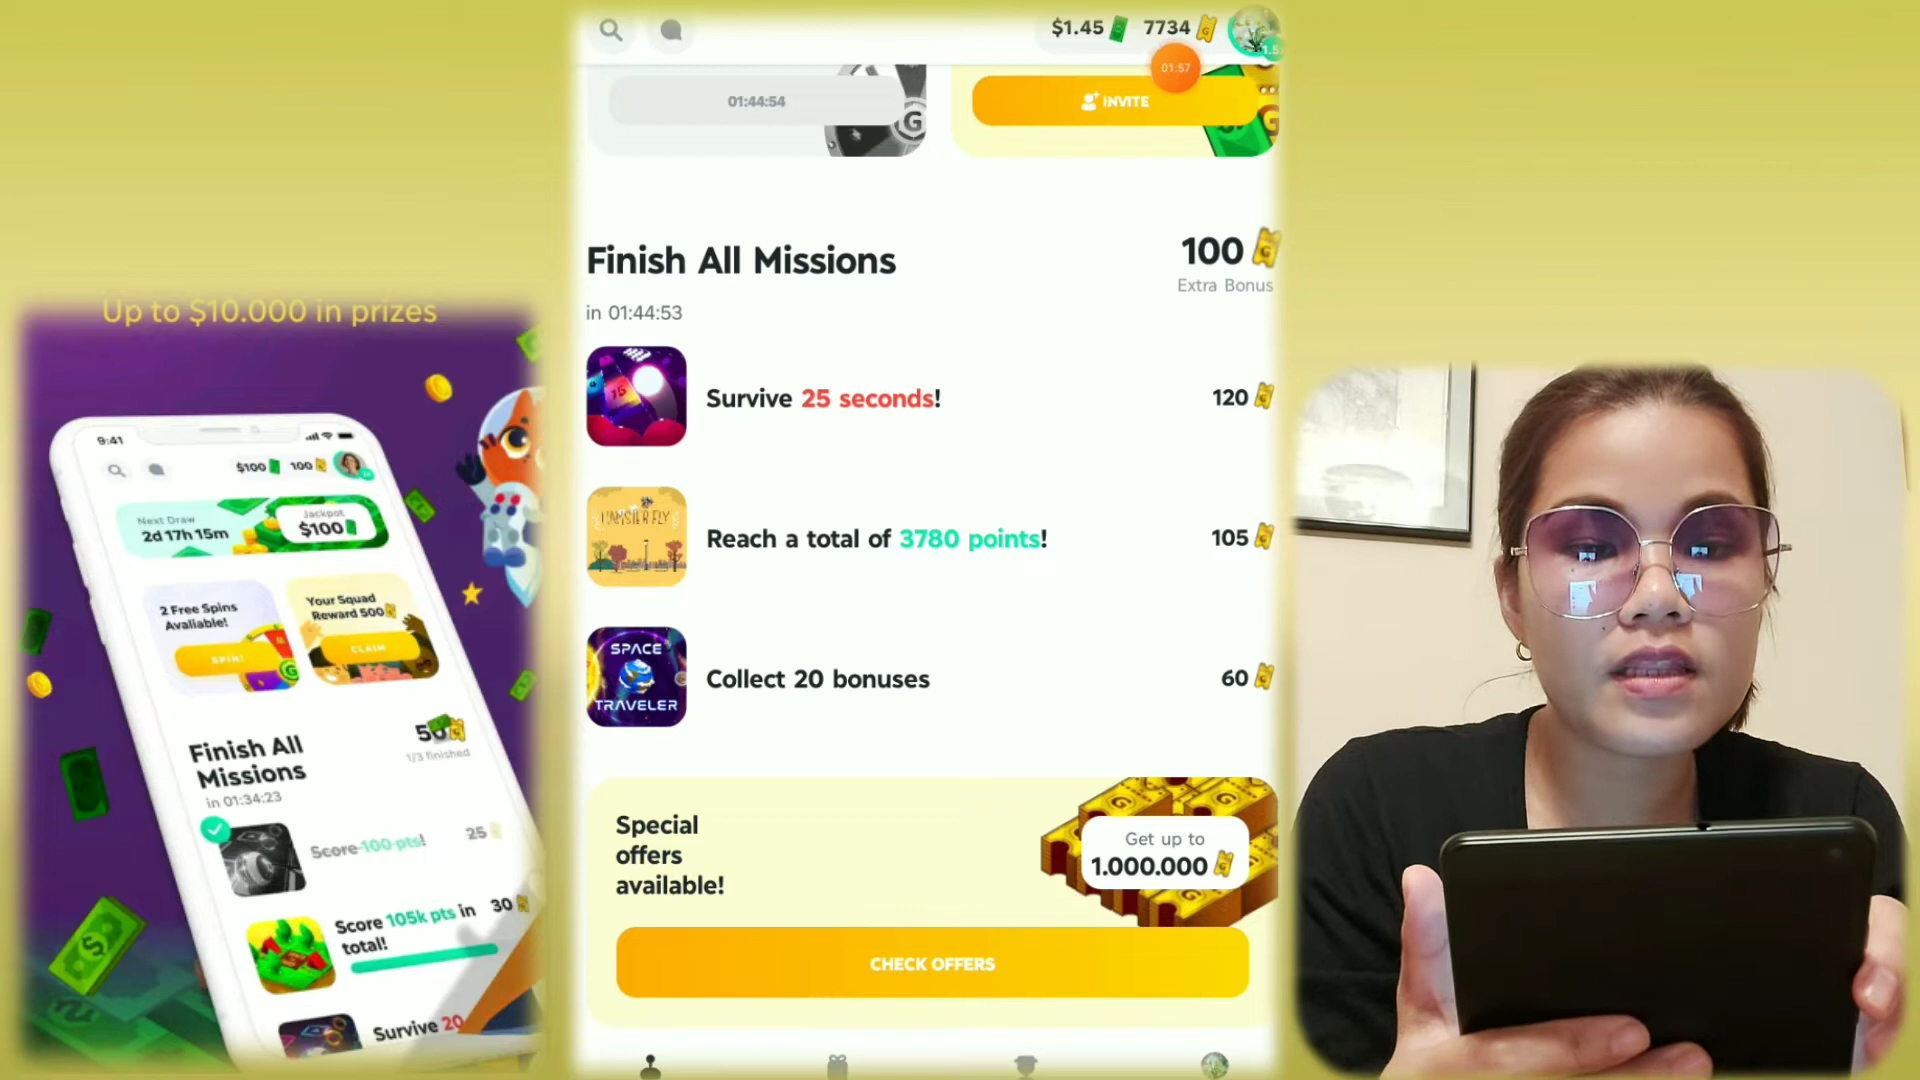 Up to $10.000 in prizes
9:41
$100 100
Next Draw
2d 17h 15m
Jackpot
$100
2 Free Spins
Available!
SPIN!
Your Squad
Reward 500
CLAIM
Finish All
Missions
in 01:34:23
50
1/3 finished
Score 100 pts!
25
Score 105k pts in
total!
30
Survive 20
$1.45
7734
1.5
01:57
01:44:54
INVITE
Finish All Missions
in 01:44:53
100
Extra Bonus
15
Survive 25 seconds!
120
HAMSTER FLY
Reach a total of 3780 points!
105
SPACE
TRAVELER
Collect 20 bonuses
60
Special
offers
available!
Get up to
1.000.000
CHECK OFFERS